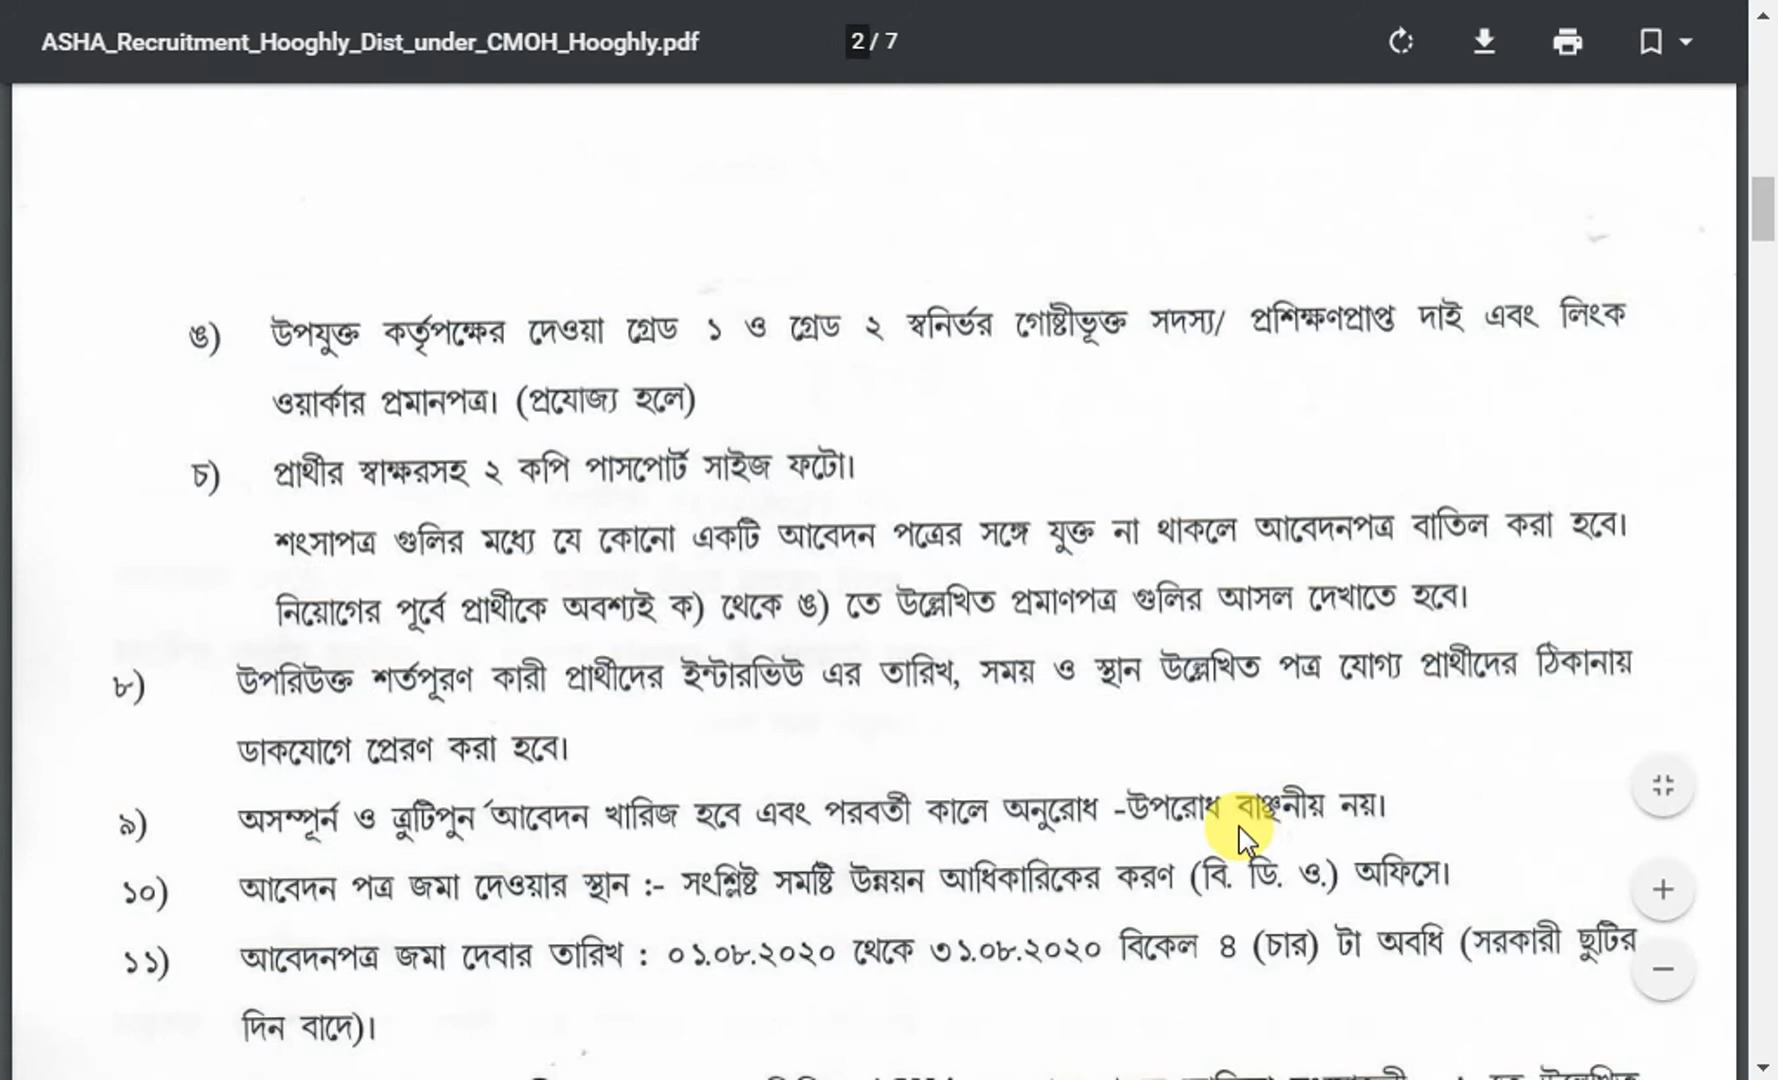 ASHA_Recruitment_Hooghly_Dist_under_CMOH_Hooghly.pdf 2 / 7
ঙ) উপযুক্ত কর্তৃপক্ষের দেওয়া গ্রেড ১ ও গ্রেড ২ স্বনির্ভর গোষ্টীভূক্ত সদস্য/ প্রশিক্ষণপ্রাপ্ত দাই এবং লিংক
ওয়ার্কার প্রমানপত্র। (প্রযোজ্য হলে)
চ) প্রার্থীর স্বাক্ষরসহ ২ কপি পাসপোর্ট সাইজ ফটো।
শংসাপত্র গুলির মধ্যে যে কোনো একটি আবেদন পত্রের সঙ্গে যুক্ত না থাকলে আবেদনপত্র বাতিল করা হবে।
নিয়োগের পূর্বে প্রার্থীকে অবশ্যই ক) থেকে ঙ) তে উল্লেখিত প্রমাণপত্র গুলির আসল দেখাতে হবে।
৮) উপরিউক্ত শর্তপূরণ কারী প্রার্থীদের ইন্টারভিউ এর তারিখ, সময় ও স্থান উল্লেখিত পত্র যোগ্য প্রার্থীদের ঠিকানায়
ডাকযোগে প্রেরণ করা হবে।
৯) অসম্পূর্ন ও ত্রুটিপুর্ন আবেদন খারিজ হবে এবং পরবর্তী কালে অনুরোধ -উপরোধ বাঞ্চনীয় নয়।
১০) আবেদন পত্র জমা দেওয়ার স্থান :- সংশ্লিষ্ট সমষ্টি উন্নয়ন আধিকারিকের করণ (বি. ডি. ও.) অফিসে।
১১) আবেদনপত্র জমা দেবার তারিখ : ০১.০৮.২০২০ থেকে ৩১.০৮.২০২০ বিকেল ৪ (চার) টা অবধি (সরকারী ছুটির
দিন বাদে)।